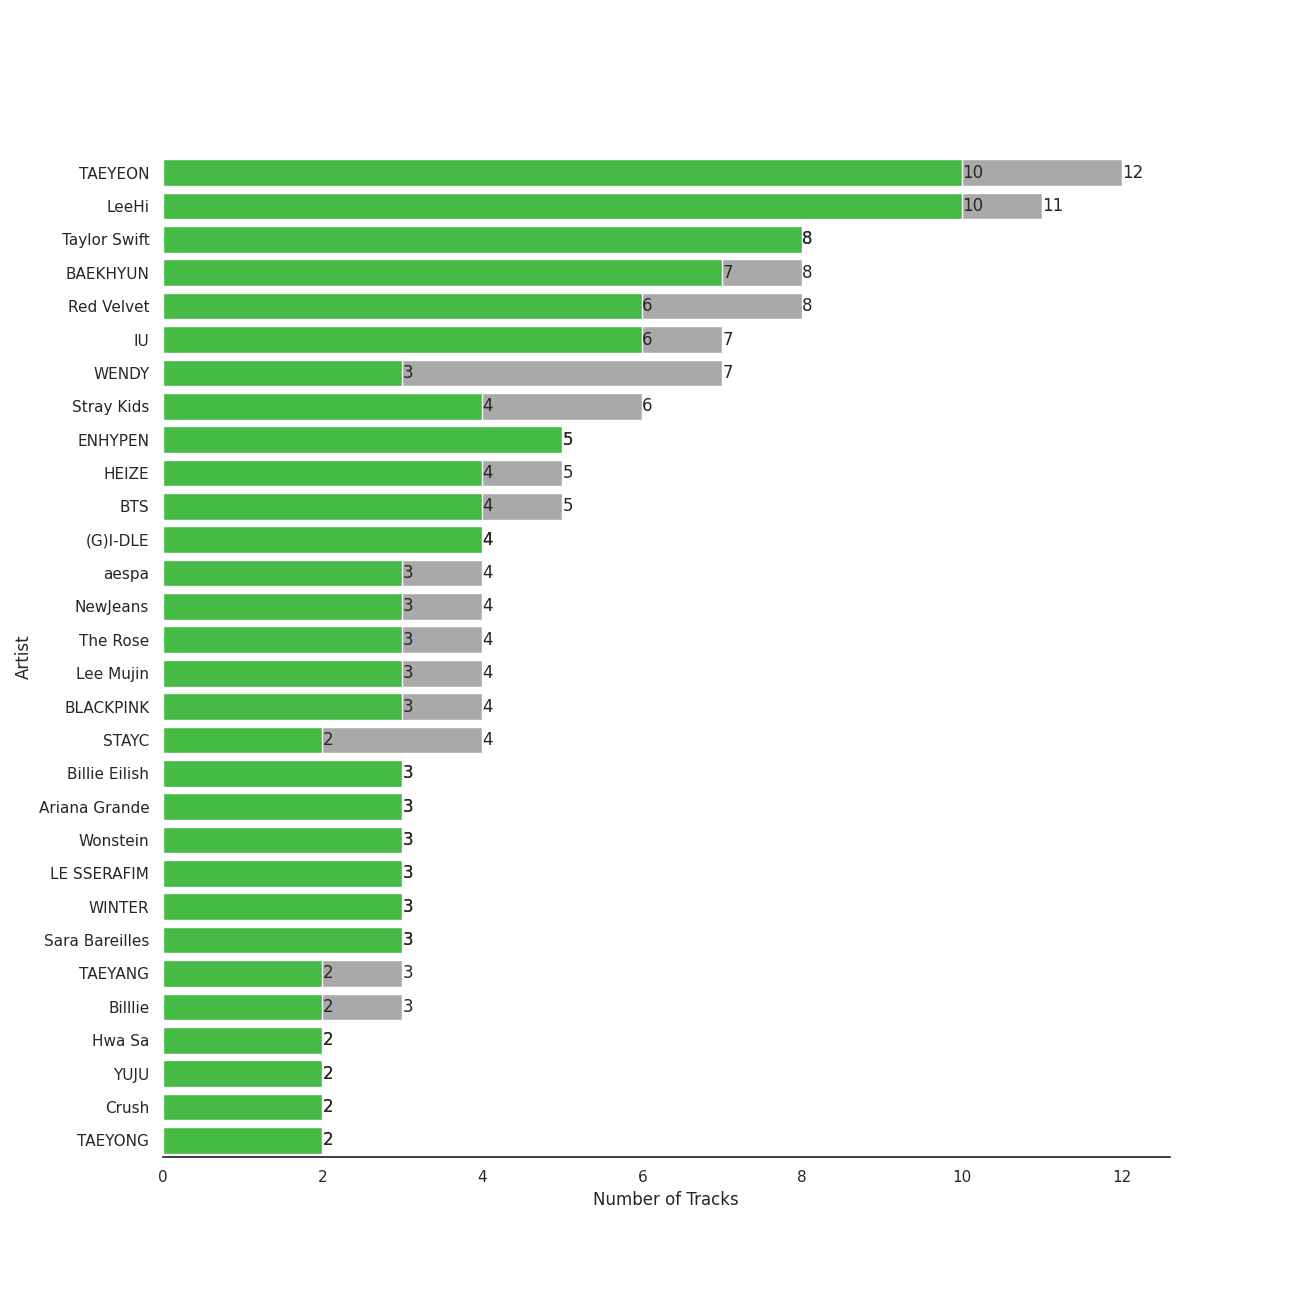 TAEYEON 10 12
LeeHi 10 11
Taylor Swift 8
BAEKHYUN 7 8
Red Velvet 6 8
IU 6 7
WENDY 3 7
Stray Kids 4 6
ENHYPEN 5
HEIZE 4 5
BTS 4 5
(G)I-DLE 4
aespa 3 4
NewJeans 3 4
The Rose 3 4
Lee Mujin 3 4
BLACKPINK 3 4
STAYC 2 4
Billie Eilish 3
Ariana Grande 3
Wonstein 3
LE SSERAFIM 3
WINTER 3
Sara Bareilles 3
TAEYANG 2 3
Billlie 2 3
Hwa Sa 2
YUJU 2
Crush 2
TAEYONG 2
0 2 4 6 8 10 12
Number of Tracks
Artist